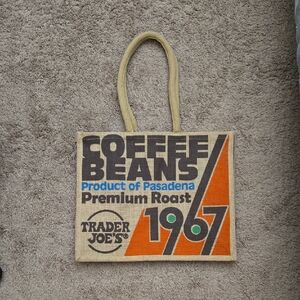 COFFEE
BEANS
Product of Pasadena
Premium Roast
1967
TRADER
JOE'S®